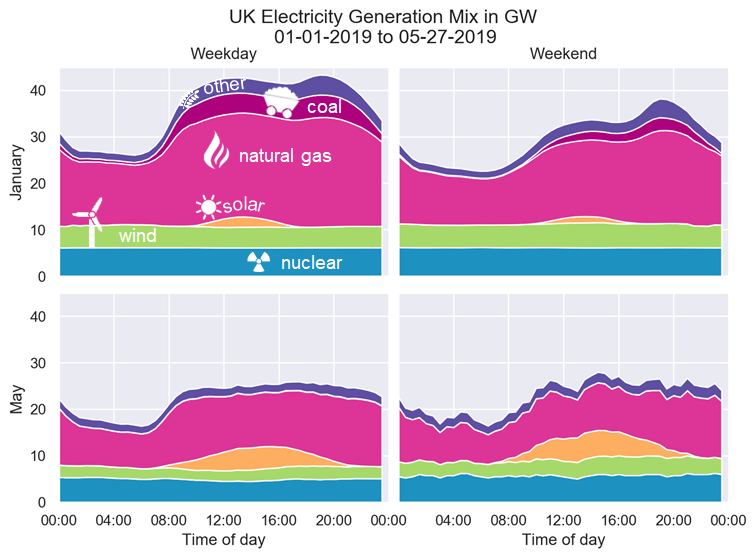 UK Electricity Generation Mix in GW
01-01-2019 to 05-27-2019
Weekday
Weekend
January
40
30
20
10
0
other
coal
natural gas
solar
wind
nuclear
May
40
30
20
10
0
00:00 04:00 08:00 12:00 16:00 20:00 00:00
04:00 08:00 12:00 16:00 20:00 00:00
Time of day
Time of day